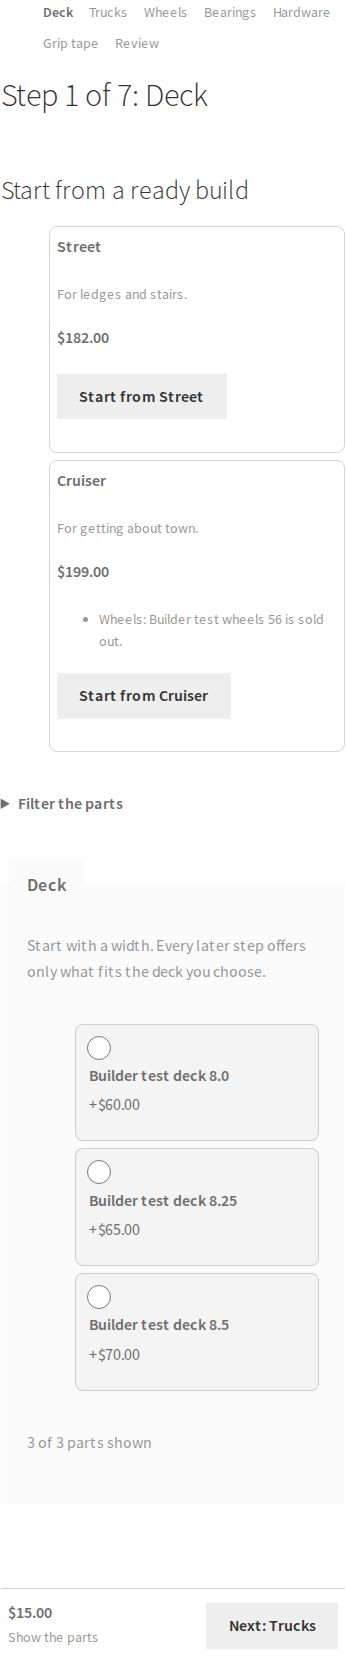 Deck Trucks Wheels Bearings Hardware
Grip tape Review
Step 1 of 7: Deck
Start from a ready build
Street
For ledges and stairs.
$182.00
Start from Street
Cruiser
For getting about town.
$199.00
• Wheels: Builder test wheels 56 is sold
out.
Start from Cruiser
Filter the parts
Deck
Start with a width. Every later step offers
only what fits the deck you choose.
Builder test deck 8.0
+$60.00
Builder test deck 8.25
+$65.00
Builder test deck 8.5
+$70.00
3 of 3 parts shown
$15.00
Show the parts
Next: Trucks